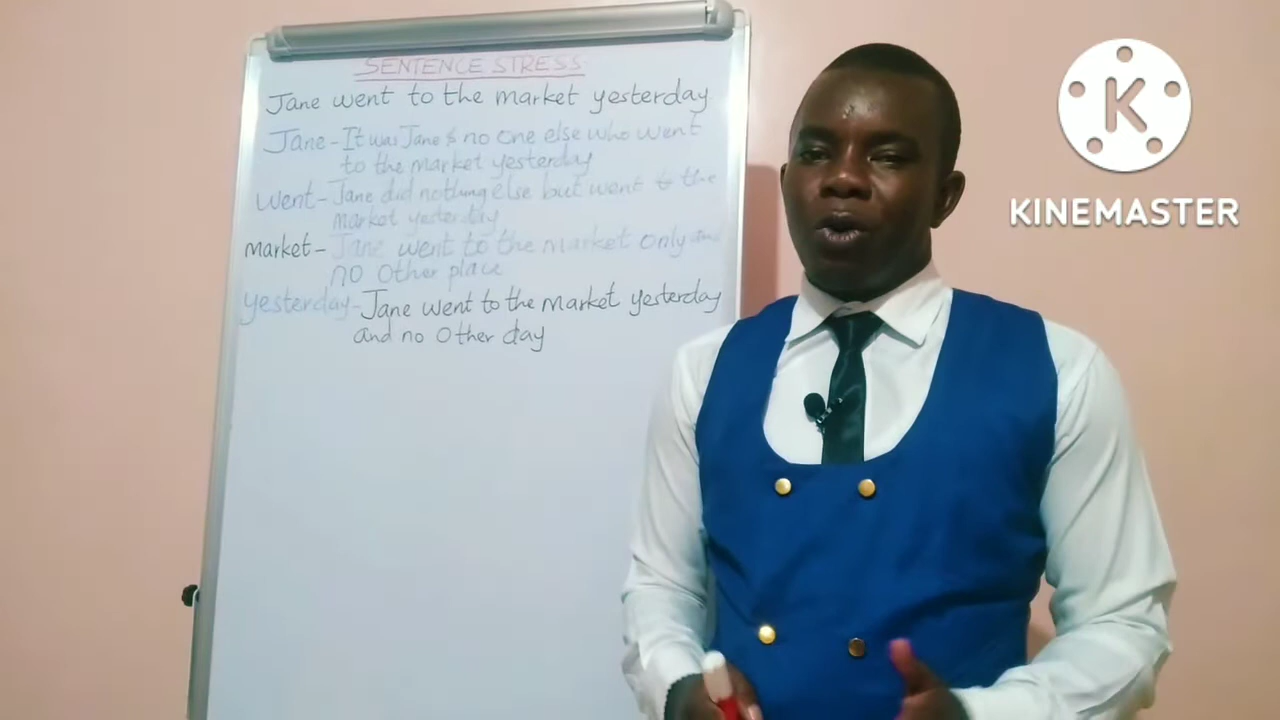 SENTENCE STRESS
Jane went to the market yesterday
Jane - It was Jane & no one else who went
to the market yesterday
went - Jane did nothing else but went to the
market yesterday
market - Jane went to the market only and
no other place
yesterday - Jane went to the market yesterday
and no other day
K
KINEMASTER